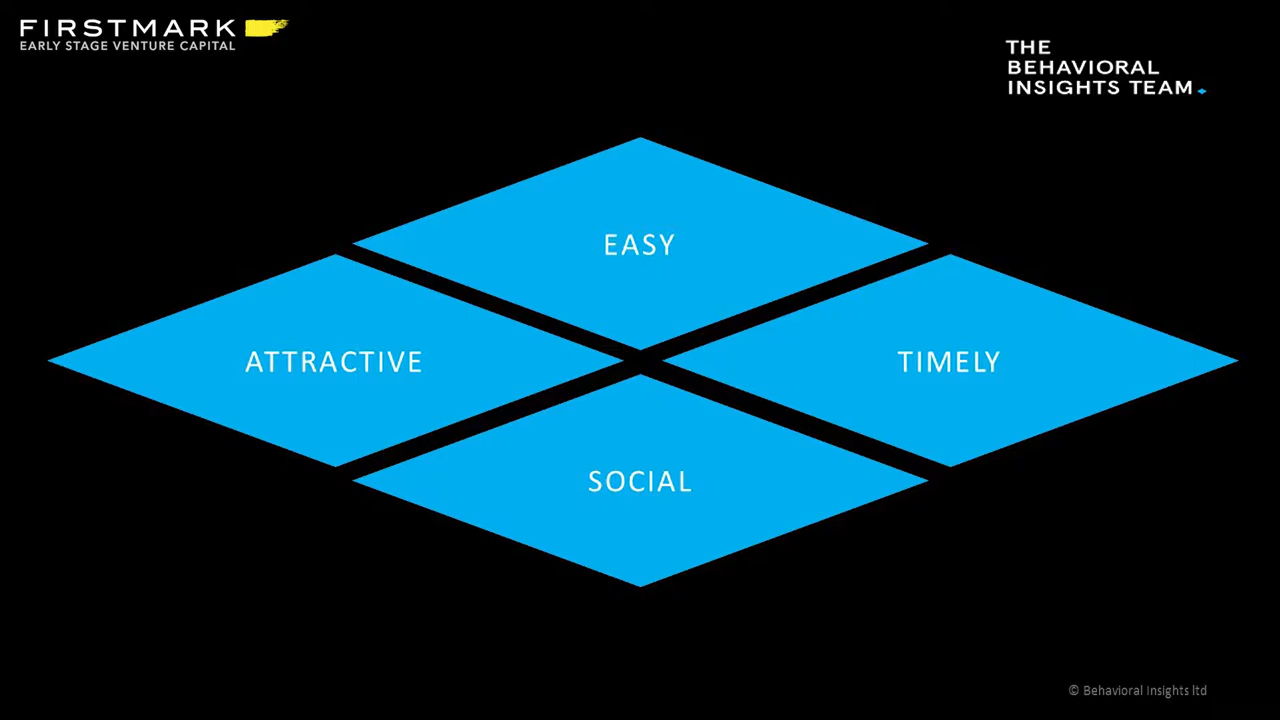 FIRSTMARK
EARLY STAGE VENTURE CAPITAL
THE
BEHAVIORAL
INSIGHTS TEAM
EASY
ATTRACTIVE
TIMELY
SOCIAL
© Behavioral Insights ltd